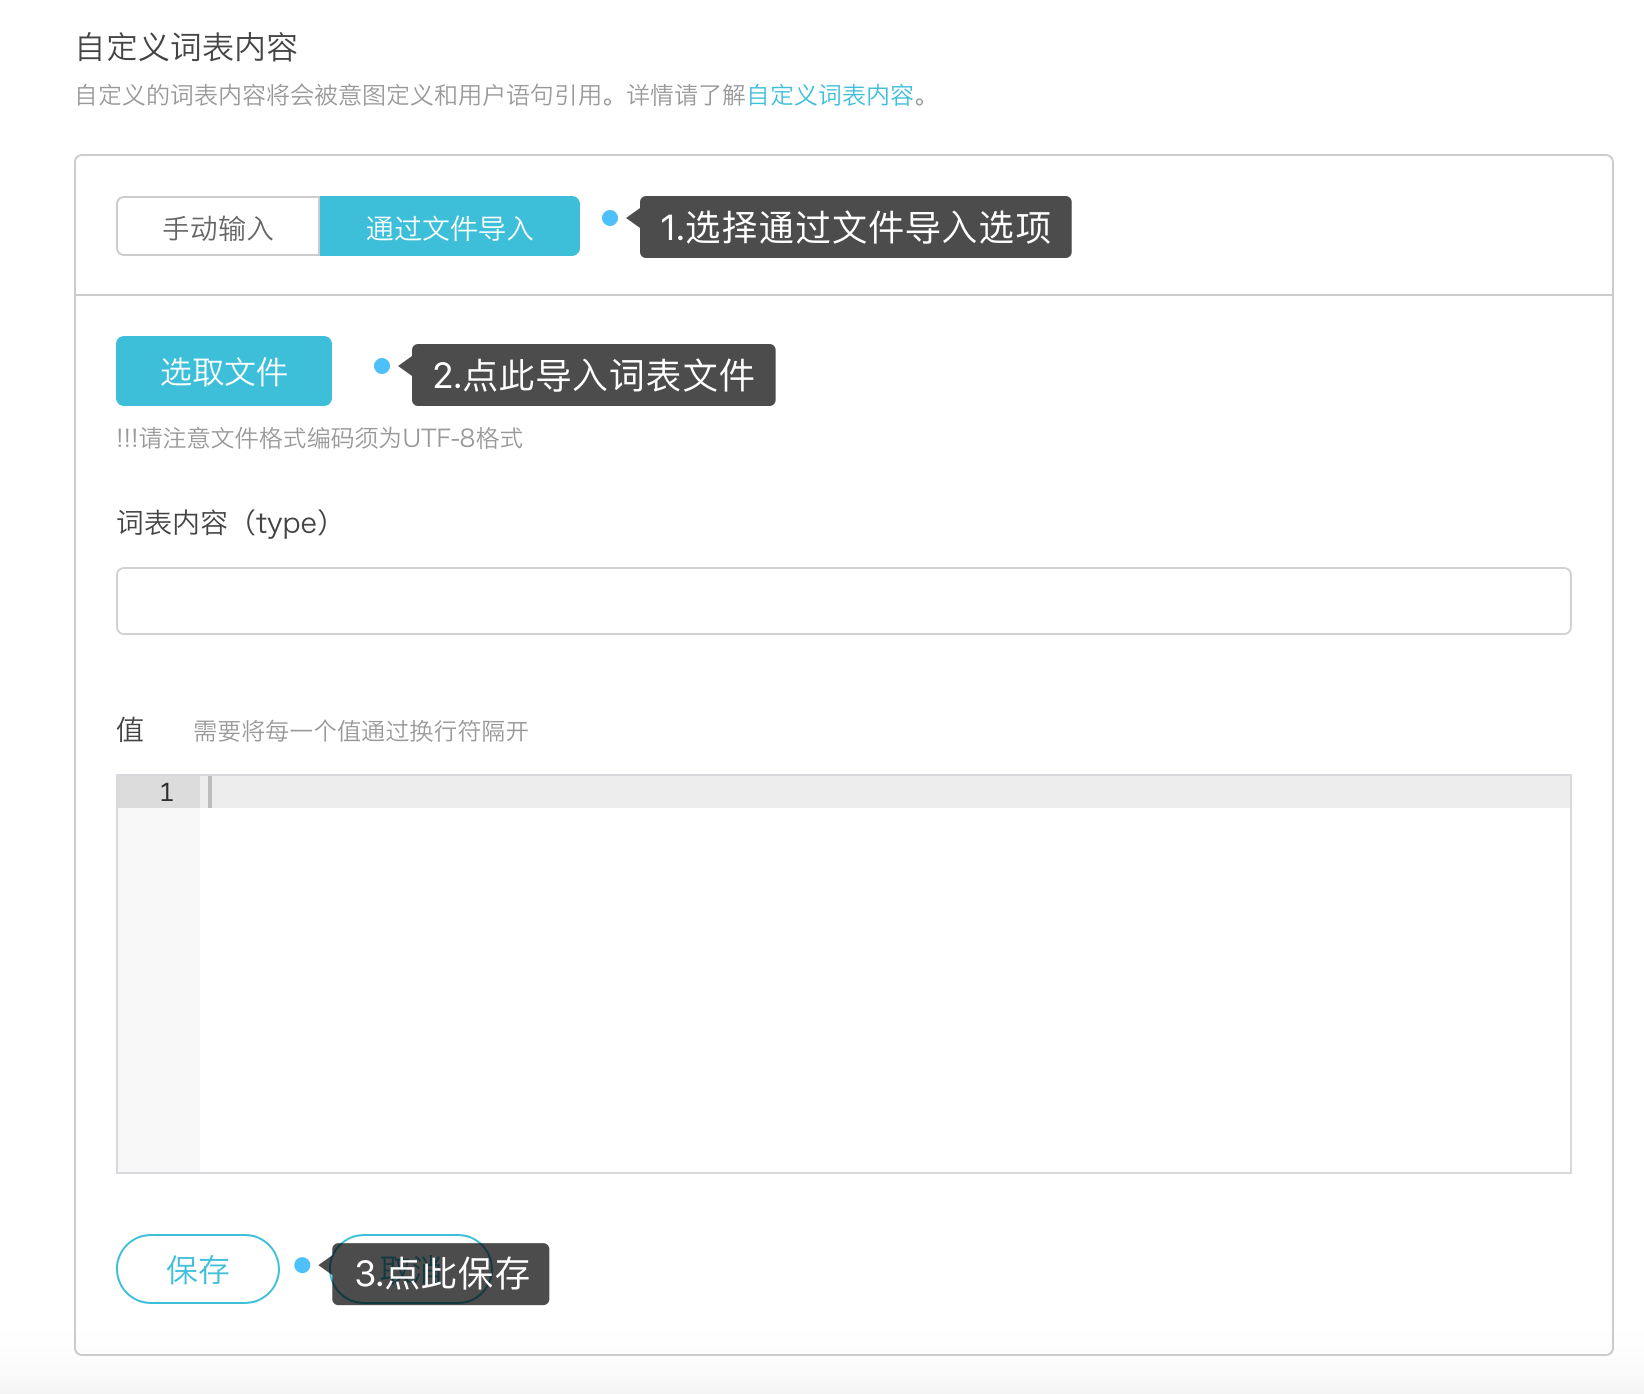 自定义词表内容
自定义的词表内容将会被意图定义和用户语句引用。详情请了解自定义词表内容。
手动输入 通过文件导入 1.选择通过文件导入选项
选取文件 2.点此导入词表文件
!!!请注意文件格式编码须为UTF-8格式
词表内容（type）
值 需要将每一个值通过换行符隔开
1
保存 3.点此保存